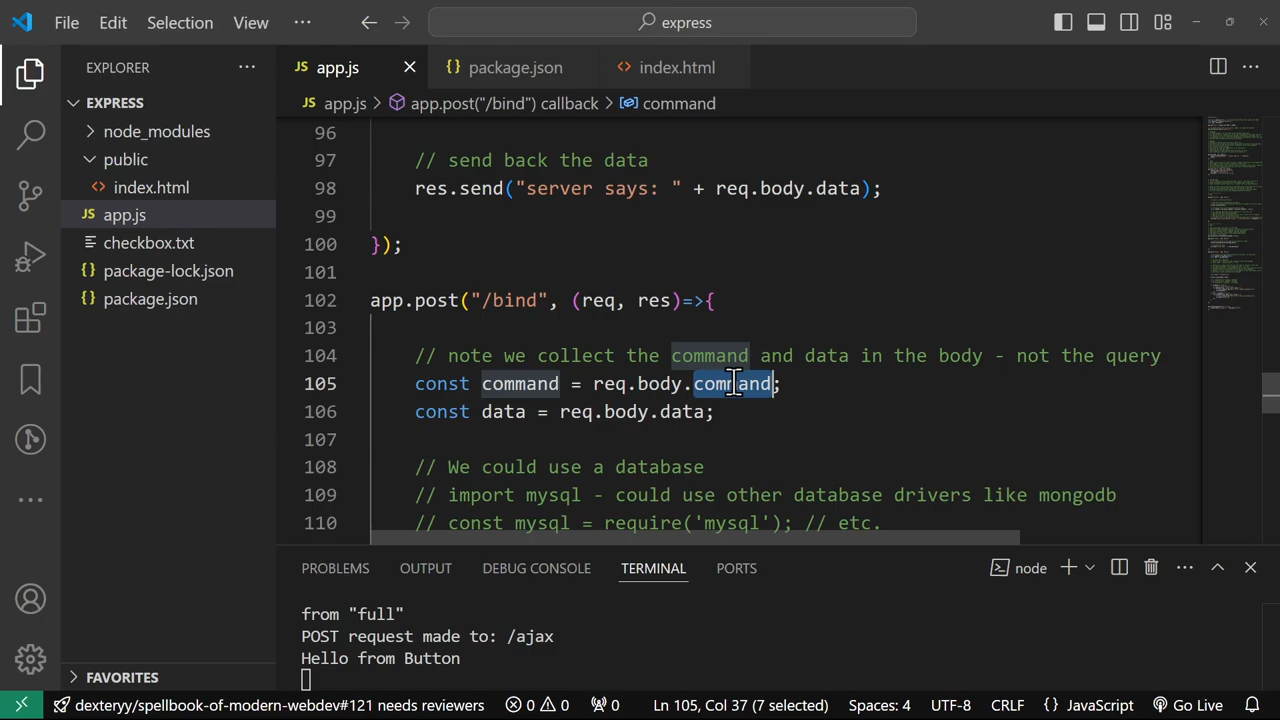 File Edit Selection View ··· express
EXPLORER ···
EXPRESS
node_modules
public
index.html
JS app.js
checkbox.txt
{} package-lock.json
{} package.json
FAVORITES
JS app.js
{} package.json
<> index.html
JS app.js > app.post("/bind") callback > command
96
97 // send back the data
98 res.send("server says: " + req.body.data);
99
100 });
101
102 app.post("/bind", (req, res)=>{
103
104 // note we collect the command and data in the body - not the query
105 const command = req.body.command;
106 const data = req.body.data;
107
108 // We could use a database
109 // import mysql - could use other database drivers like mongodb
110 // const mysql = require('mysql'); // etc.
PROBLEMS OUTPUT DEBUG CONSOLE TERMINAL PORTS node
from "full"
POST request made to: /ajax
Hello from Button
dexteryy/spellbook-of-modern-webdev#121 needs reviewers 0 0 0 Ln 105, Col 37 (7 selected) Spaces: 4 UTF-8 CRLF {} JavaScript Go Live